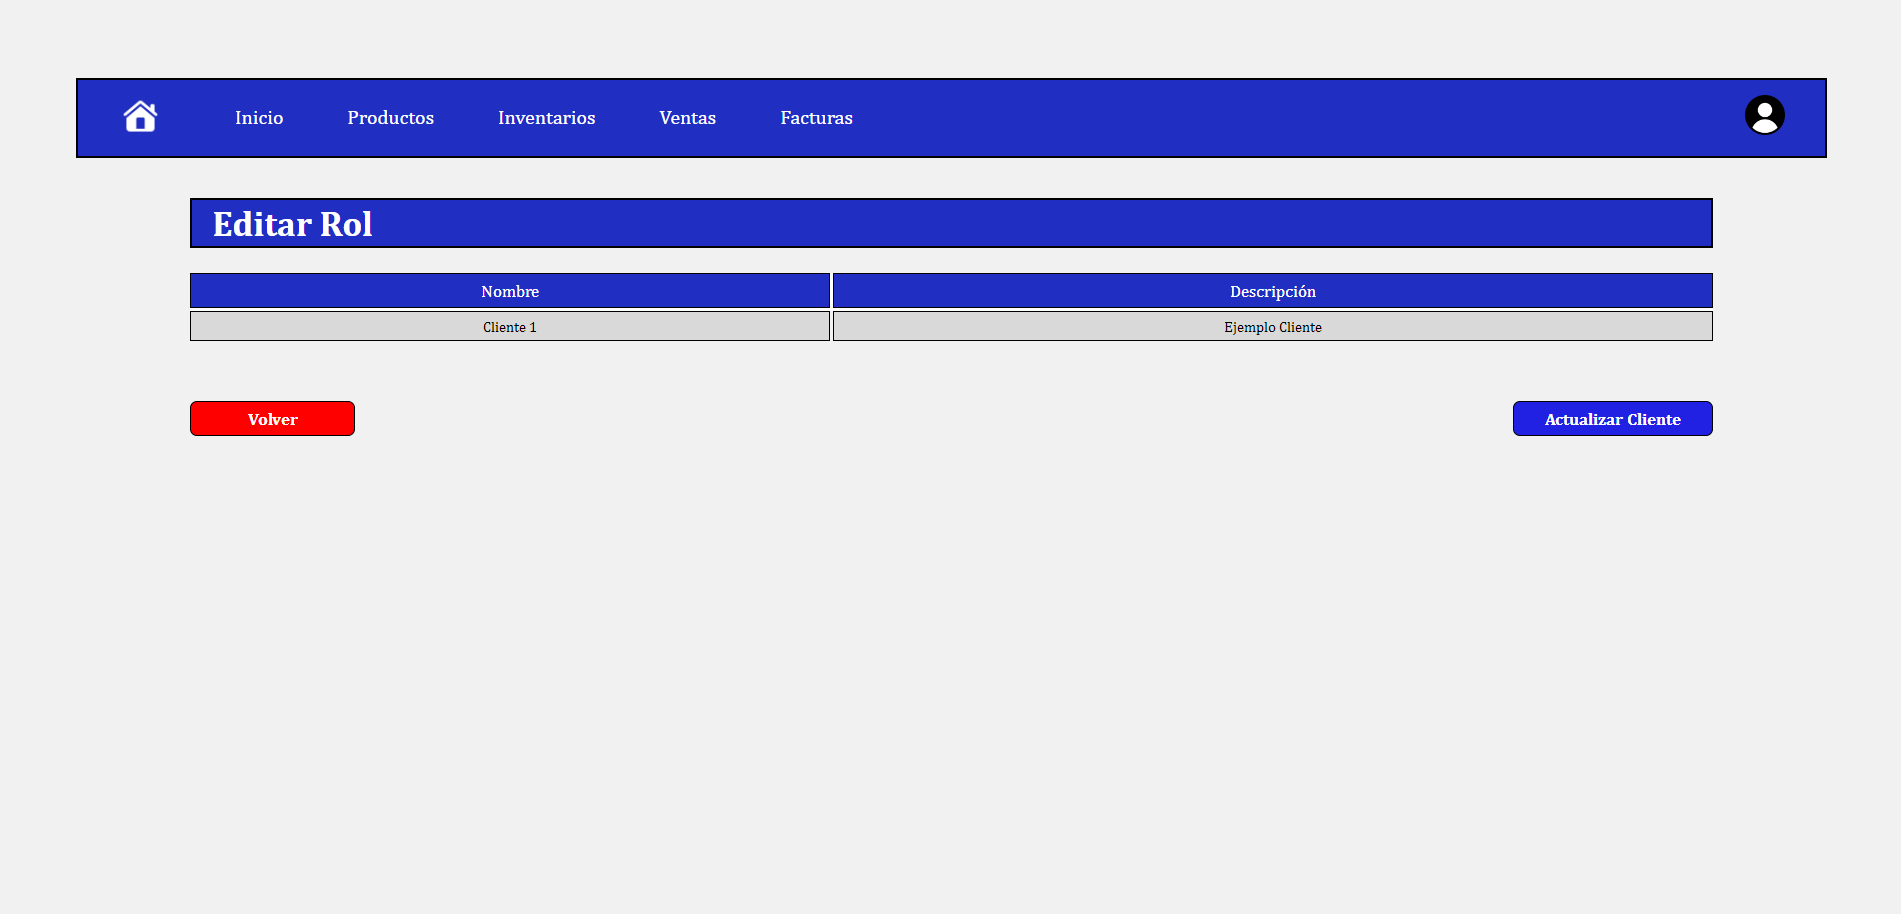 Inicio Productos Inventarios Ventas Facturas
Editar Rol
Nombre Descripción
Cliente 1 Ejemplo Cliente
Volver Actualizar Cliente